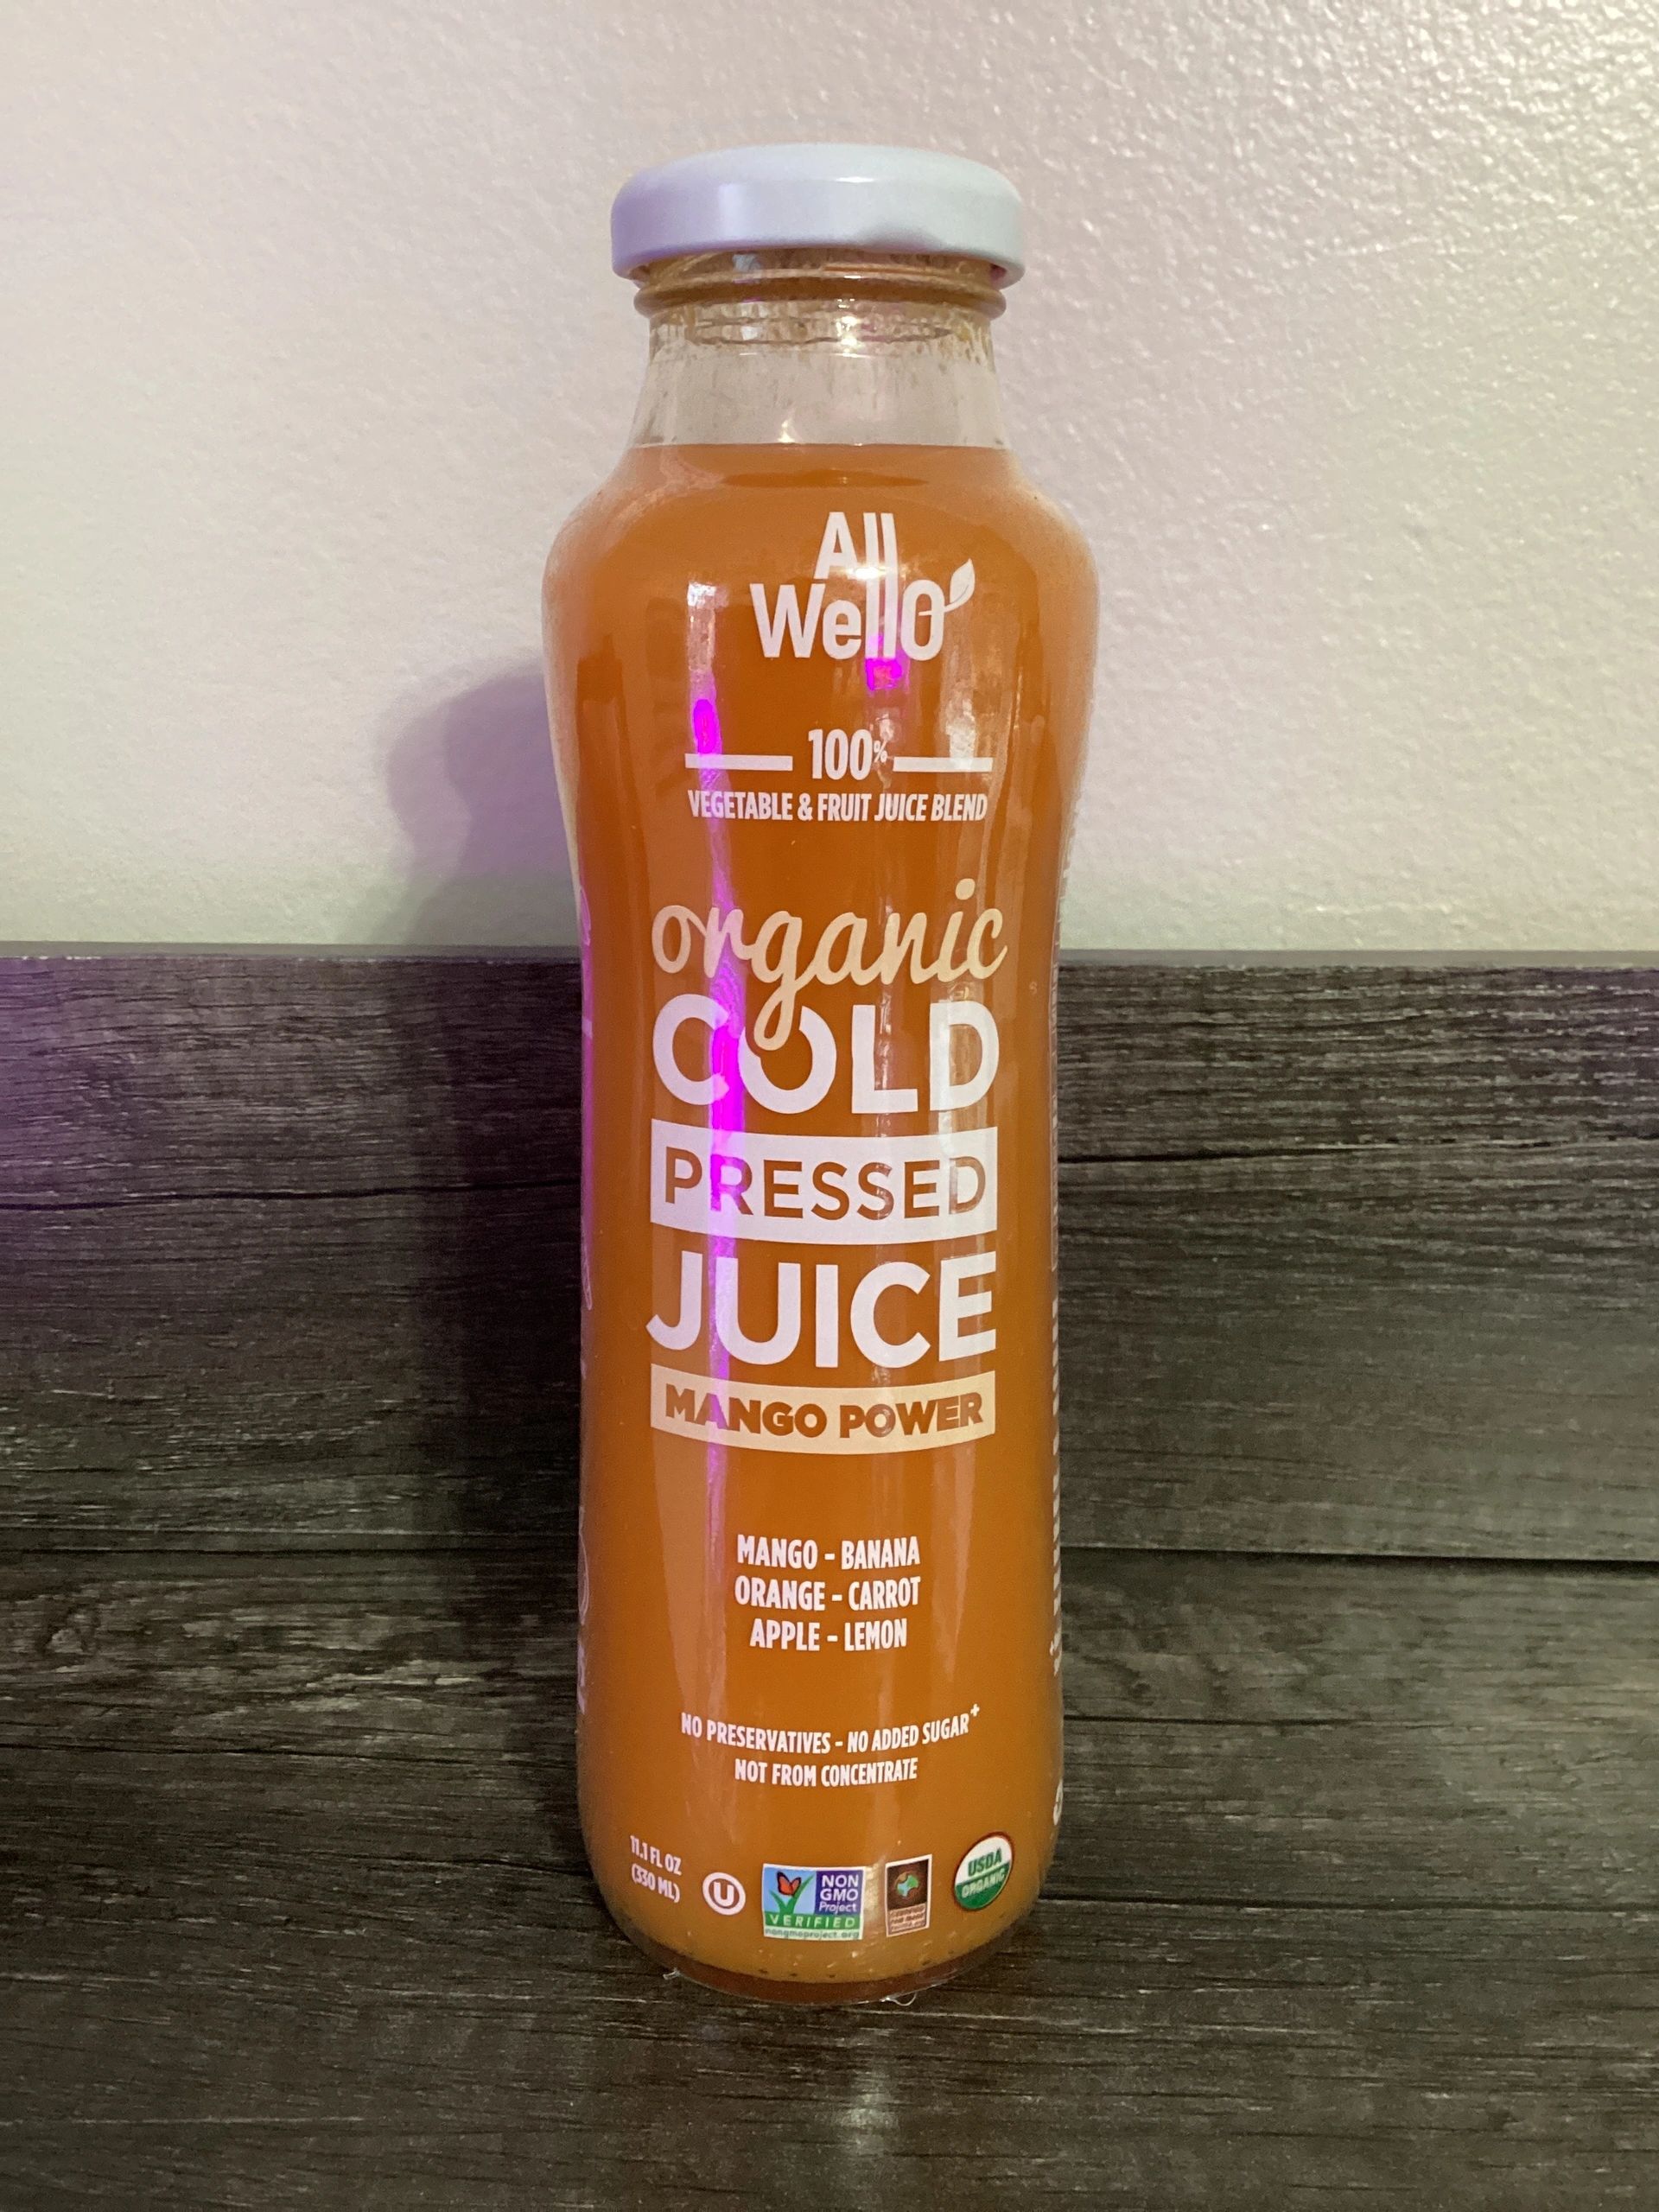 All
WellO
100%
VEGETABLE & FRUIT JUICE BLEND
organic
COLD
PRESSED
JUICE
MANGO POWER
MANGO - BANANA
ORANGE - CARROT
APPLE - LEMON
NO PRESERVATIVES - NO ADDED SUGAR+
NOT FROM CONCENTRATE
11.1 FL OZ
(330 ML)
U
NON
GMO
Project
VERIFIED
nongmoproject.org
USDA
ORGANIC